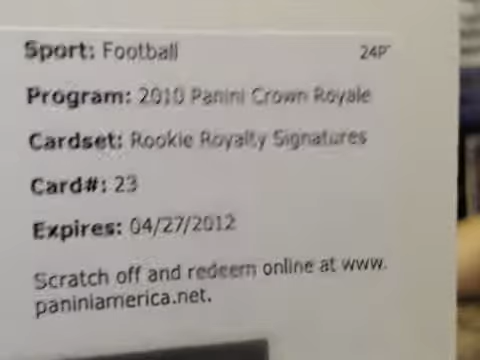 Sport: Football 24P
Program: 2010 Panini Crown Royale
Cardset: Rookie Royalty Signatures
Card#: 23
Expires: 04/27/2012
Scratch off and redeem online at www.
paniniamerica.net.